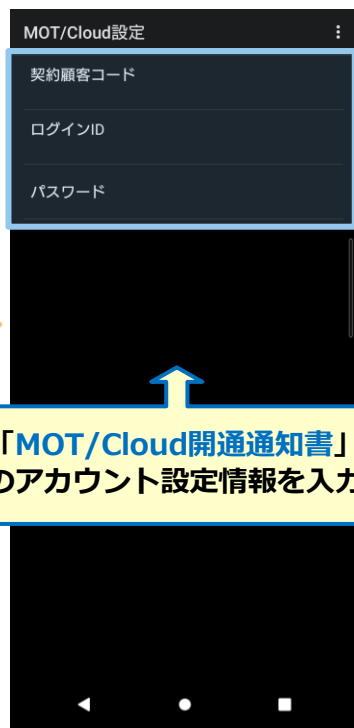 MOT/Cloud設定
契約顧客コード
ログインID
パスワード
「MOT/Cloud開通通知書」
のアカウント設定情報を入力